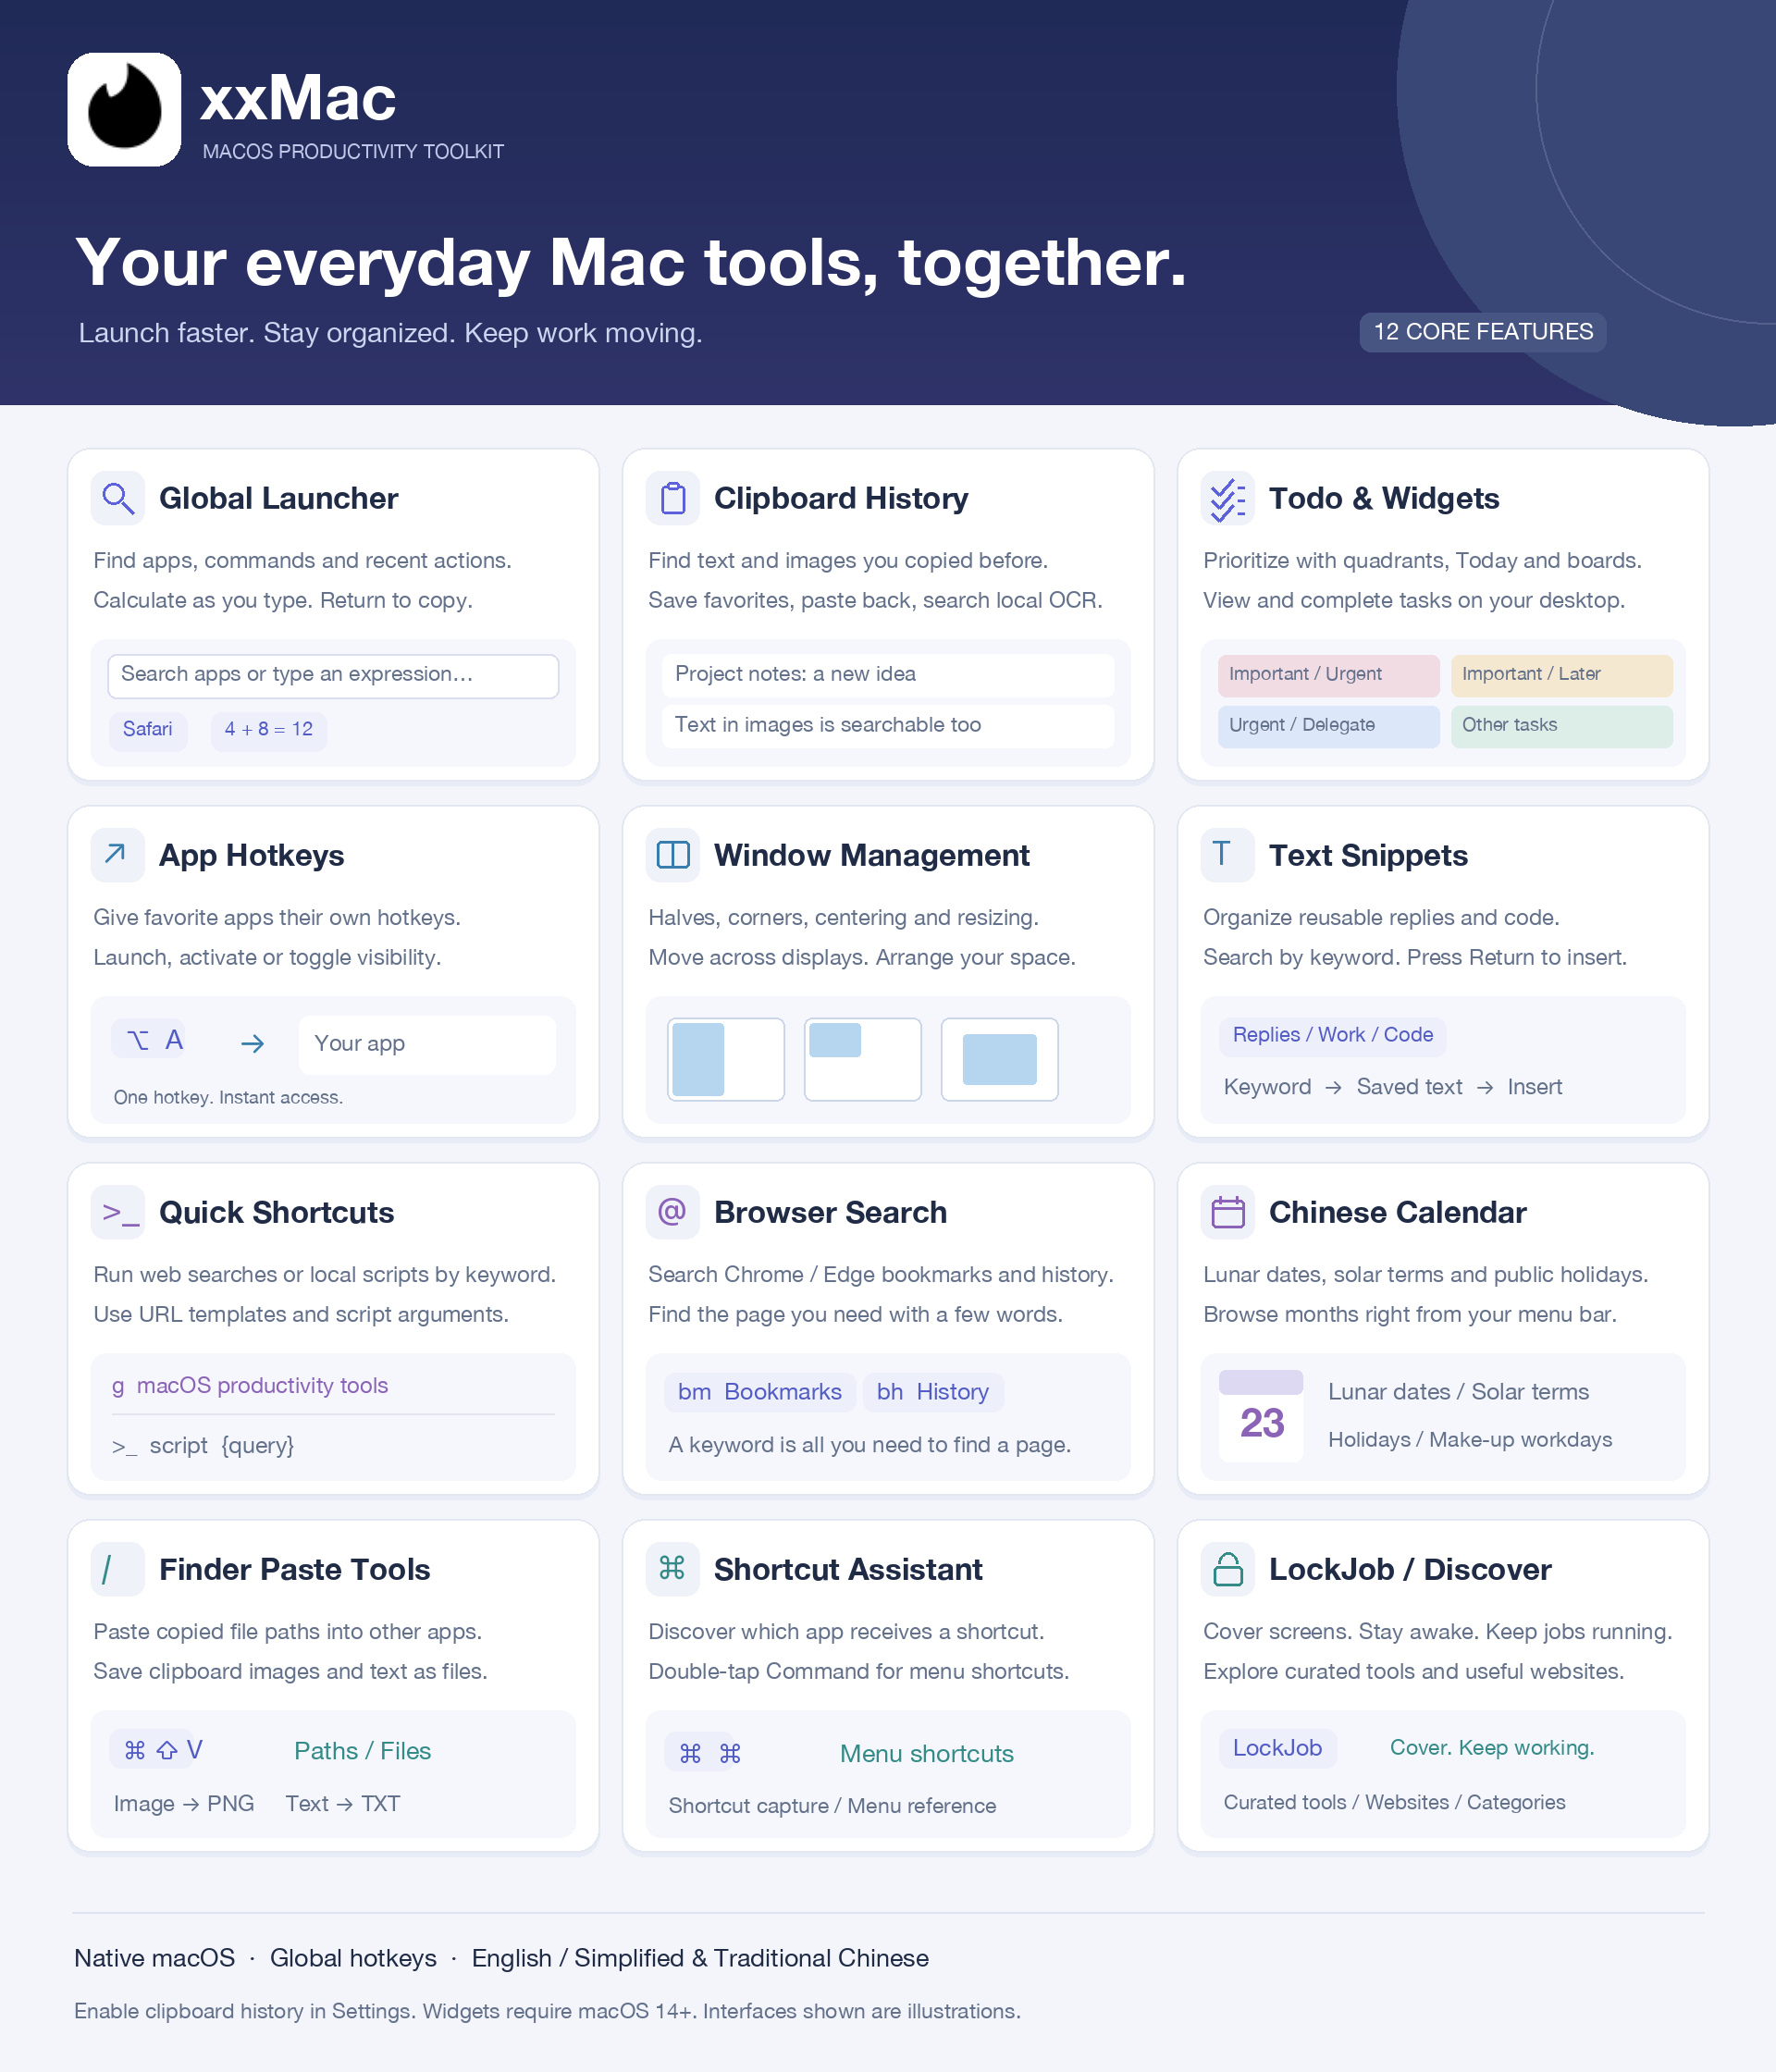 xxMac
MACOS PRODUCTIVITY TOOLKIT
Your everyday Mac tools, together.
Launch faster. Stay organized. Keep work moving.
12 CORE FEATURES
Global Launcher
Find apps, commands and recent actions.
Calculate as you type. Return to copy.
Search apps or type an expression...
Safari
4 + 8 = 12
Clipboard History
Find text and images you copied before.
Save favorites, paste back, search local OCR.
Project notes: a new idea
Text in images is searchable too
Todo & Widgets
Prioritize with quadrants, Today and boards.
View and complete tasks on your desktop.
Important / Urgent
Important / Later
Urgent / Delegate
Other tasks
App Hotkeys
Give favorite apps their own hotkeys.
Launch, activate or toggle visibility.
⌥ A → Your app
One hotkey. Instant access.
Window Management
Halves, corners, centering and resizing.
Move across displays. Arrange your space.
T
Text Snippets
Organize reusable replies and code.
Search by keyword. Press Return to insert.
Replies / Work / Code
Keyword → Saved text → Insert
>_
Quick Shortcuts
Run web searches or local scripts by keyword.
Use URL templates and script arguments.
g macOS productivity tools
>_ script {query}
@
Browser Search
Search Chrome / Edge bookmarks and history.
Find the page you need with a few words.
bm Bookmarks
bh History
A keyword is all you need to find a page.
Chinese Calendar
Lunar dates, solar terms and public holidays.
Browse months right from your menu bar.
23
Lunar dates / Solar terms
Holidays / Make-up workdays
/
Finder Paste Tools
Paste copied file paths into other apps.
Save clipboard images and text as files.
⌘ ⇧ V
Paths / Files
Image → PNG
Text → TXT
⌘
Shortcut Assistant
Discover which app receives a shortcut.
Double-tap Command for menu shortcuts.
⌘ ⌘
Menu shortcuts
Shortcut capture / Menu reference
LockJob / Discover
Cover screens. Stay awake. Keep jobs running.
Explore curated tools and useful websites.
LockJob
Cover. Keep working.
Curated tools / Websites / Categories
Native macOS · Global hotkeys · English / Simplified & Traditional Chinese
Enable clipboard history in Settings. Widgets require macOS 14+. Interfaces shown are illustrations.